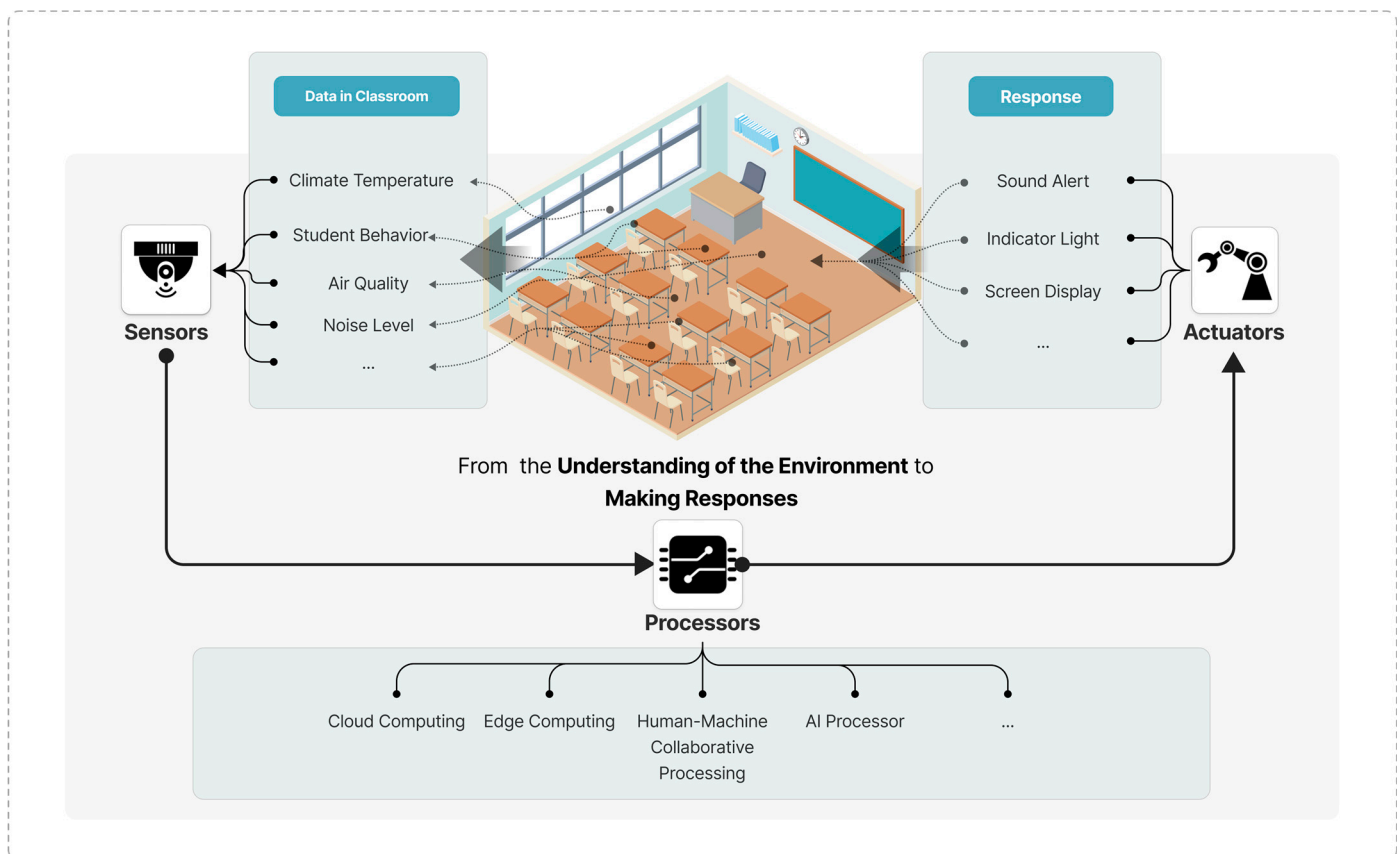 Data in Classroom
Climate Temperature
Student Behavior
Air Quality
Noise Level
...
Sensors
Response
Sound Alert
Indicator Light
Screen Display
...
Actuators
From the Understanding of the Environment to
Making Responses
Processors
Cloud Computing
Edge Computing
Human-Machine
Collaborative
Processing
AI Processor
...